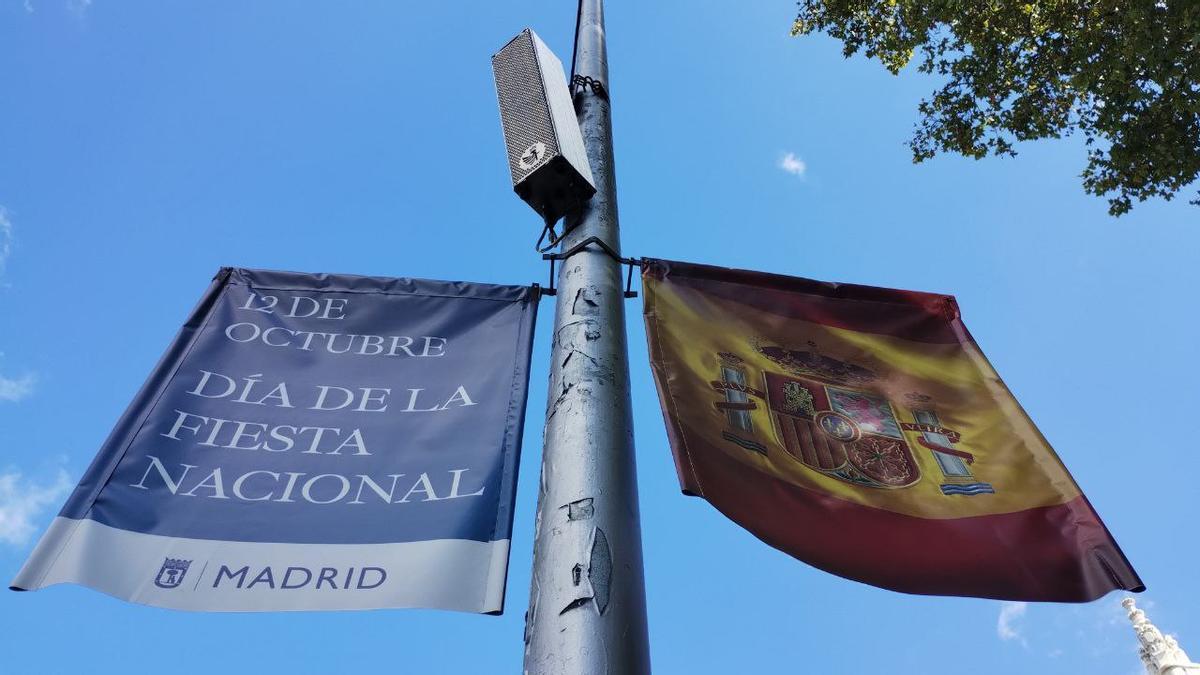 12 DE
OCTUBRE
DÍA DE LA
FIESTA
NACIONAL
MADRID